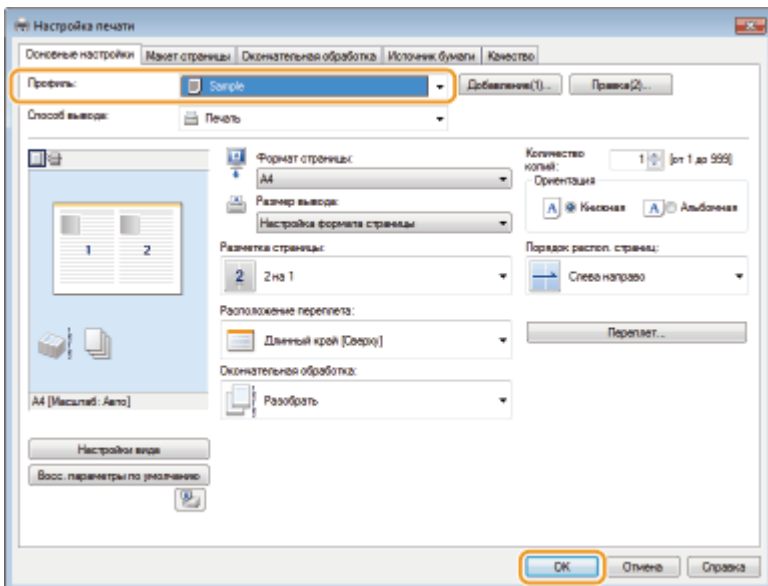 Настройка печати
Основные настройки Макет страницы Окончательная обработка Источник бумаги Качество
Профиль: Sample Добавление(1)... Правка(2)...
Способ вывода: Печать
Формат страницы:
A4
Размер вывода:
Настройка формата страницы
Разметка страницы:
2 2 на 1
Расположение переплета:
Длинный край [Сверху]
Окончательная обработка:
Разобрать
Количество копий: 1 [от 1 до 999]
Ориентация
A Книжная A Альбомная
Порядок распол. страниц:
Слева направо
Переплет...
1 2
A4 [Масштаб: Авто]
Настройки вида
Восс. параметры по умолчанию
OK Отмена Справка